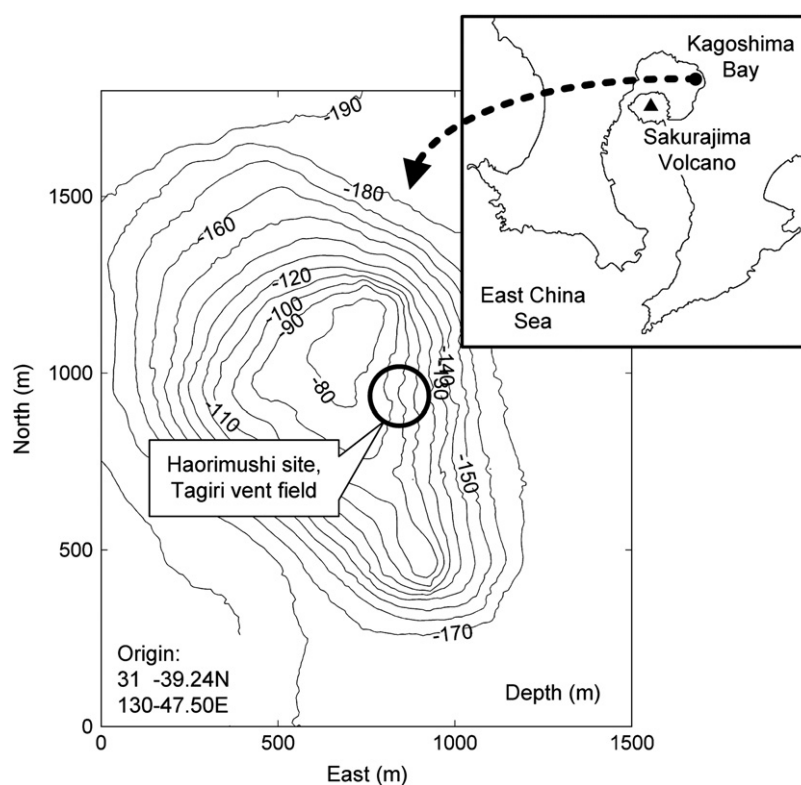 Kagoshima
Bay
Sakurajima
Volcano
East China
Sea
-190
-180
-160
-120
-100
-90
-80
-110
-140
-130
-150
-170
Haorimushi site,
Tagiri vent field
Origin:
31 -39.24N
130-47.50E
Depth (m)
North (m)
1500
1000
500
0
0 500 1000 1500
East (m)